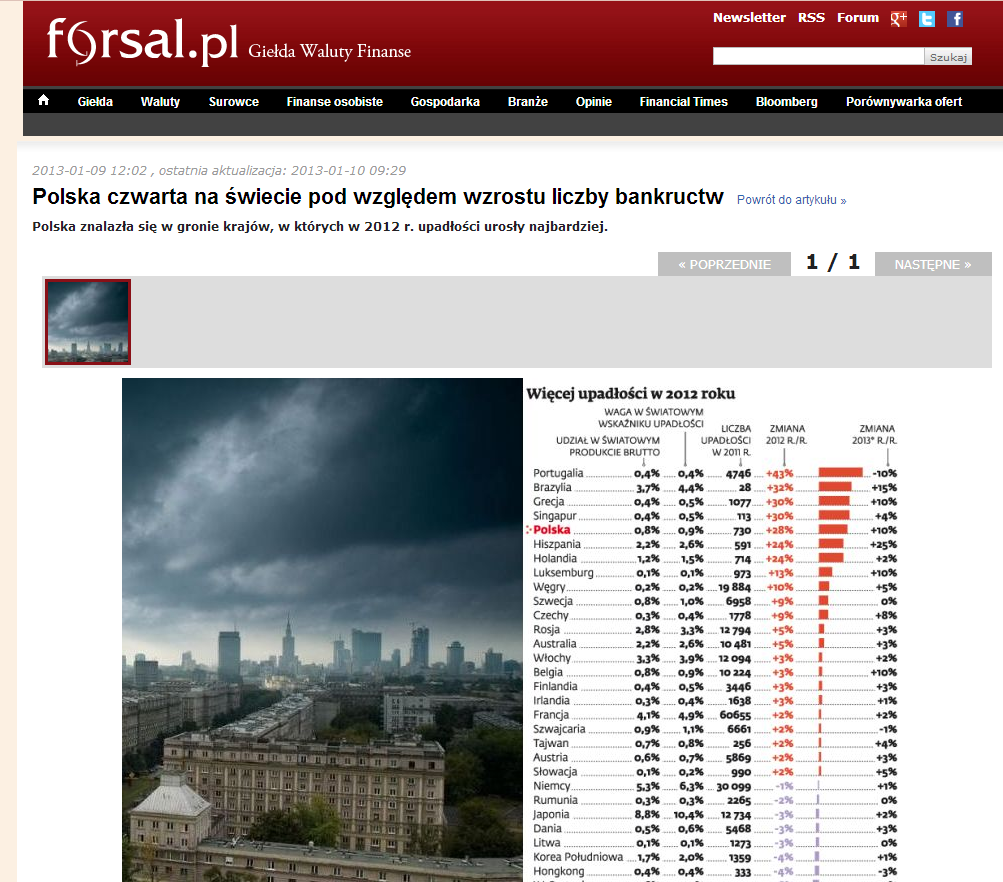 Newsletter RSS Forum
forsal.pl Giełda Waluty Finanse
Szukaj
Giełda Waluty Surowce Finanse osobiste Gospodarka Branże Opinie Financial Times Bloomberg Porównywarka ofert
2013-01-09 12:02 , ostatnia aktualizacja: 2013-01-10 09:29
Polska czwarta na świecie pod względem wzrostu liczby bankructw Powrót do artykułu »
Polska znalazła się w gronie krajów, w których w 2012 r. upadłości urosły najbardziej.
« POPRZEDNIE 1 / 1 NASTĘPNE »
Więcej upadłości w 2012 roku
WAGA W ŚWIATOWYM
WSKAŹNIKU UPADŁOŚCI
UDZIAŁ W ŚWIATOWYM
PRODUKCIE BRUTTO
LICZBA
UPADŁOŚCI
W 2011 R.
ZMIANA
2012 R./R.
ZMIANA
2013* R./R.
Portugalia 0,4% 0,4% 4746 +43% -10%
Brazylia 3,7% 4,4% 28 +32% +15%
Grecja 0,4% 0,5% 1077 +30% +10%
Singapur 0,4% 0,5% 113 +30% +4%
Polska 0,8% 0,9% 730 +28% +10%
Hiszpania 2,2% 2,6% 591 +24% +25%
Holandia 1,2% 1,5% 714 +24% +2%
Luksemburg 0,1% 0,1% 973 +13% +10%
Węgry 0,2% 0,2% 19 884 +10% +5%
Szwecja 0,8% 1,0% 6958 +9% 0%
Czechy 0,3% 0,4% 1778 +9% +8%
Rosja 2,8% 3,3% 12 794 +5% +3%
Australia 2,2% 2,6% 10 481 +5% +3%
Włochy 3,3% 3,9% 12 094 +3% +2%
Belgia 0,8% 0,9% 10 224 +3% +10%
Finlandia 0,4% 0,5% 3446 +3% +3%
Irlandia 0,3% 0,4% 1638 +3% +1%
Francja 4,1% 4,9% 60655 +2% +2%
Szwajcaria 0,9% 1,1% 6661 +2% -1%
Tajwan 0,7% 0,8% 256 +2% +4%
Austria 0,6% 0,7% 5869 +2% +3%
Słowacja 0,1% 0,2% 990 +2% +5%
Niemcy 5,3% 6,3% 30 099 -1% +1%
Rumunia 0,3% 0,3% 2265 -2% 0%
Japonia 8,8% 10,4% 12 734 -3% +2%
Dania 0,5% 0,6% 5468 -3% +3%
Litwa 0,1% 0,1% 1273 -3% 0%
Korea Południowa 1,7% 2,0% 1359 -4% +1%
Hongkong 0,4% 0,4% 333 -4% -3%